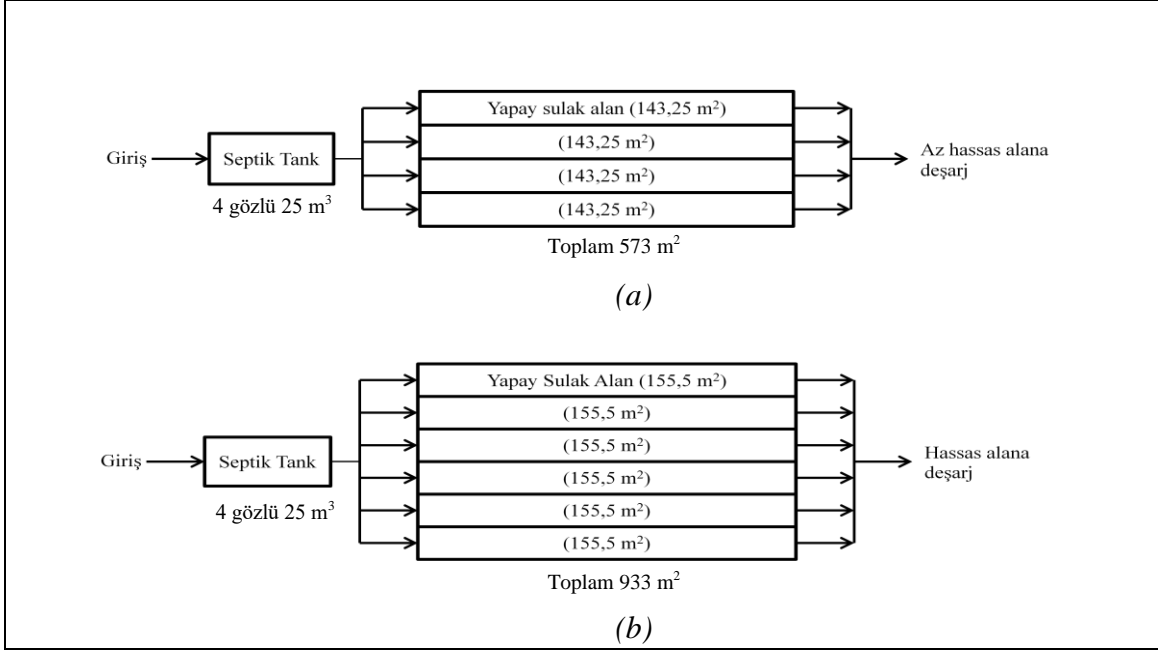 Yapay sulak alan (143,25 m²)
(143,25 m²)
(143,25 m²)
(143,25 m²)
Giriş
Septik Tank
4 gözlü 25 m³
Az hassas alana
deşarj
Toplam 573 m²
(a)
Yapay Sulak Alan (155,5 m²)
(155,5 m²)
(155,5 m²)
(155,5 m²)
(155,5 m²)
(155,5 m²)
Giriş
Septik Tank
4 gözlü 25 m³
Hassas alana
deşarj
Toplam 933 m²
(b)